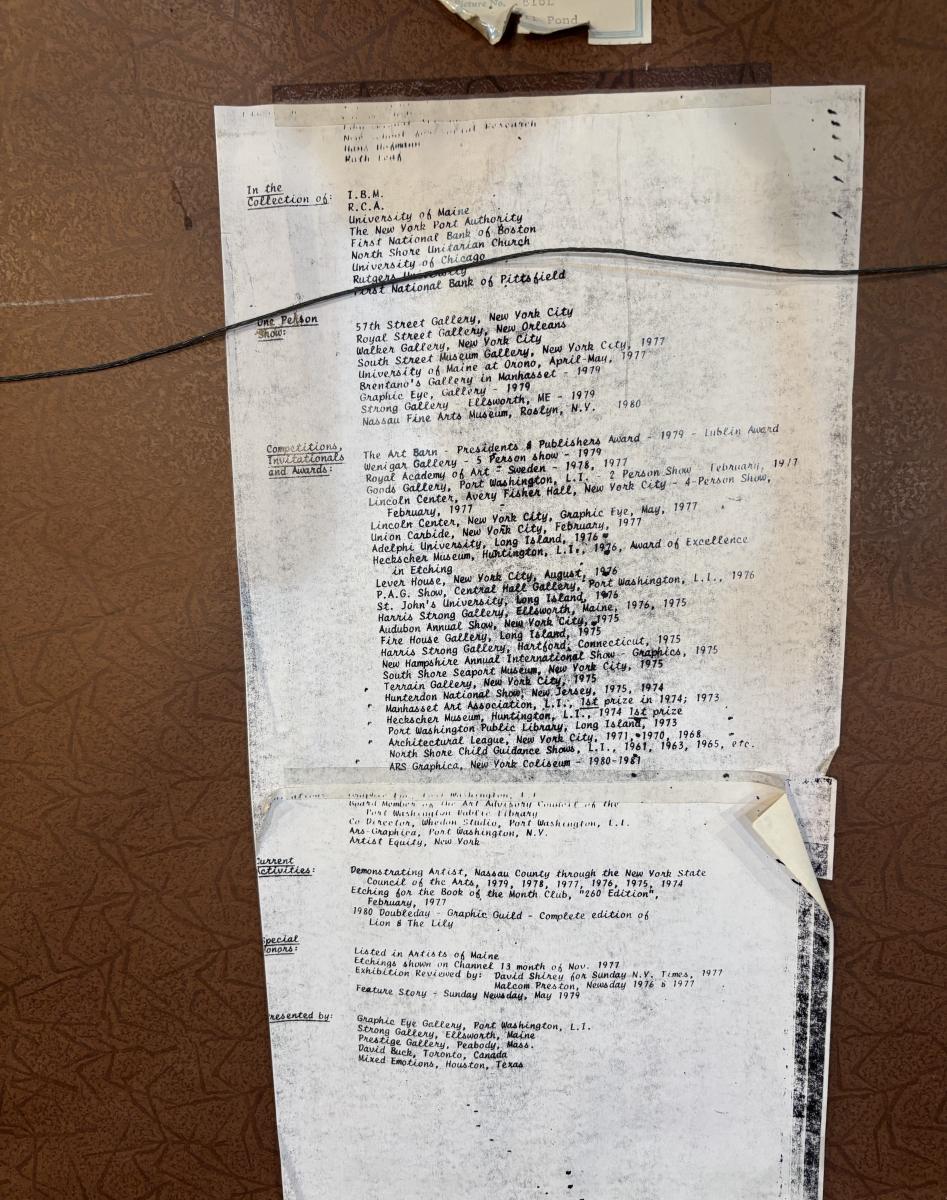 Picture No. 816L
Pond
New School for Social Research
Hans Hofmann
Ruth Leaf
In the
Collection of:
I.B.M.
R.C.A.
University of Maine
The New York Port Authority
First National Bank of Boston
North Shore Unitarian Church
University of Chicago
Rutgers University
First National Bank of Pittsfield
One Person
Show:
57th Street Gallery, New York City
Royal Street Gallery, New Orleans
Walker Gallery, New York City
South Street Museum Gallery, New York City, 1977
University of Maine at Orono, April-May, 1977
Brentano's Gallery in Manhasset - 1979
Graphic Eye, Gallery - 1979
Strong Gallery - Ellsworth, ME - 1979
Nassau Fine Arts Museum, Roslyn, N.Y. 1980
Competitions,
Invitationals
and Awards:
The Art Barn - Presidents & Publishers Award - 1979 - Lublin Award
Wenigar Gallery - 5 Person show - 1979
Royal Academy of Art - Sweden - 1978, 1977
Goods Gallery, Port Washington, L.I. - 2 Person Show - February, 1977
Lincoln Center, Avery Fisher Hall, New York City - 4-Person Show,
February, 1977
Lincoln Center, New York City, Graphic Eye, May, 1977
Union Carbide, New York City, February, 1977
Adelphi University, Long Island, 1976
Heckscher Museum, Huntington, L.I., 1976, Award of Excellence
in Etching
Lever House, New York City, August, 1976
P.A.G. Show, Central Hall Gallery, Port Washington, L.I., 1976
St. John's University, Long Island, 1976
Harris Strong Gallery, Ellsworth, Maine, 1976, 1975
Audubon Annual Show, New York City, 1975
Fire House Gallery, Long Island, 1975
Harris Strong Gallery, Hartford, Connecticut, 1975
New Hampshire Annual International Show - Graphics, 1975
South Shore Seaport Museum, New York City, 1975
Terrain Gallery, New York City, 1975
Hunterdon National Show, New Jersey, 1975, 1974
Manhasset Art Association, L.I., 1st prize in 1974; 1973
Heckscher Museum, Huntington, L.I., 1974 1st prize
Port Washington Public Library, Long Island, 1973
Architectural League, New York City, 1971, 1970, 1968
North Shore Child Guidance Shows, L.I., 1961, 1963, 1965, etc.
ARS Graphica, New York Coliseum - 1980-1981
Board Member of the Art Advisory Council of the
Port Washington Public Library
Co Director, Whedon Studio, Port Washington, L.I.
Ars-Graphica, Port Washington, N.Y.
Artist Equity, New York
Current
Activities:
Demonstrating Artist, Nassau County through the New York State
Council of the Arts, 1979, 1978, 1977, 1976, 1975, 1974
Etching for the Book of the Month Club, "260 Edition",
February, 1977
1980 Doubleday - Graphic Guild - Complete edition of
Lion & The Lily
pecial
onors:
Listed in Artists of Maine
Etchings shown on Channel 13 month of Nov. 1977
Exhibition Reviewed by: David Shirey for Sunday N.Y. Times, 1977
Malcom Preston, Newsday 1976 & 1977
Feature Story - Sunday Newsday, May 1979
resented by:
Graphic Eye Gallery, Port Washington, L.I.
Strong Gallery, Ellsworth, Maine
Prestige Gallery, Peabody, Mass.
David Buck, Toronto, Canada
Mixed Emotions, Houston, Texas